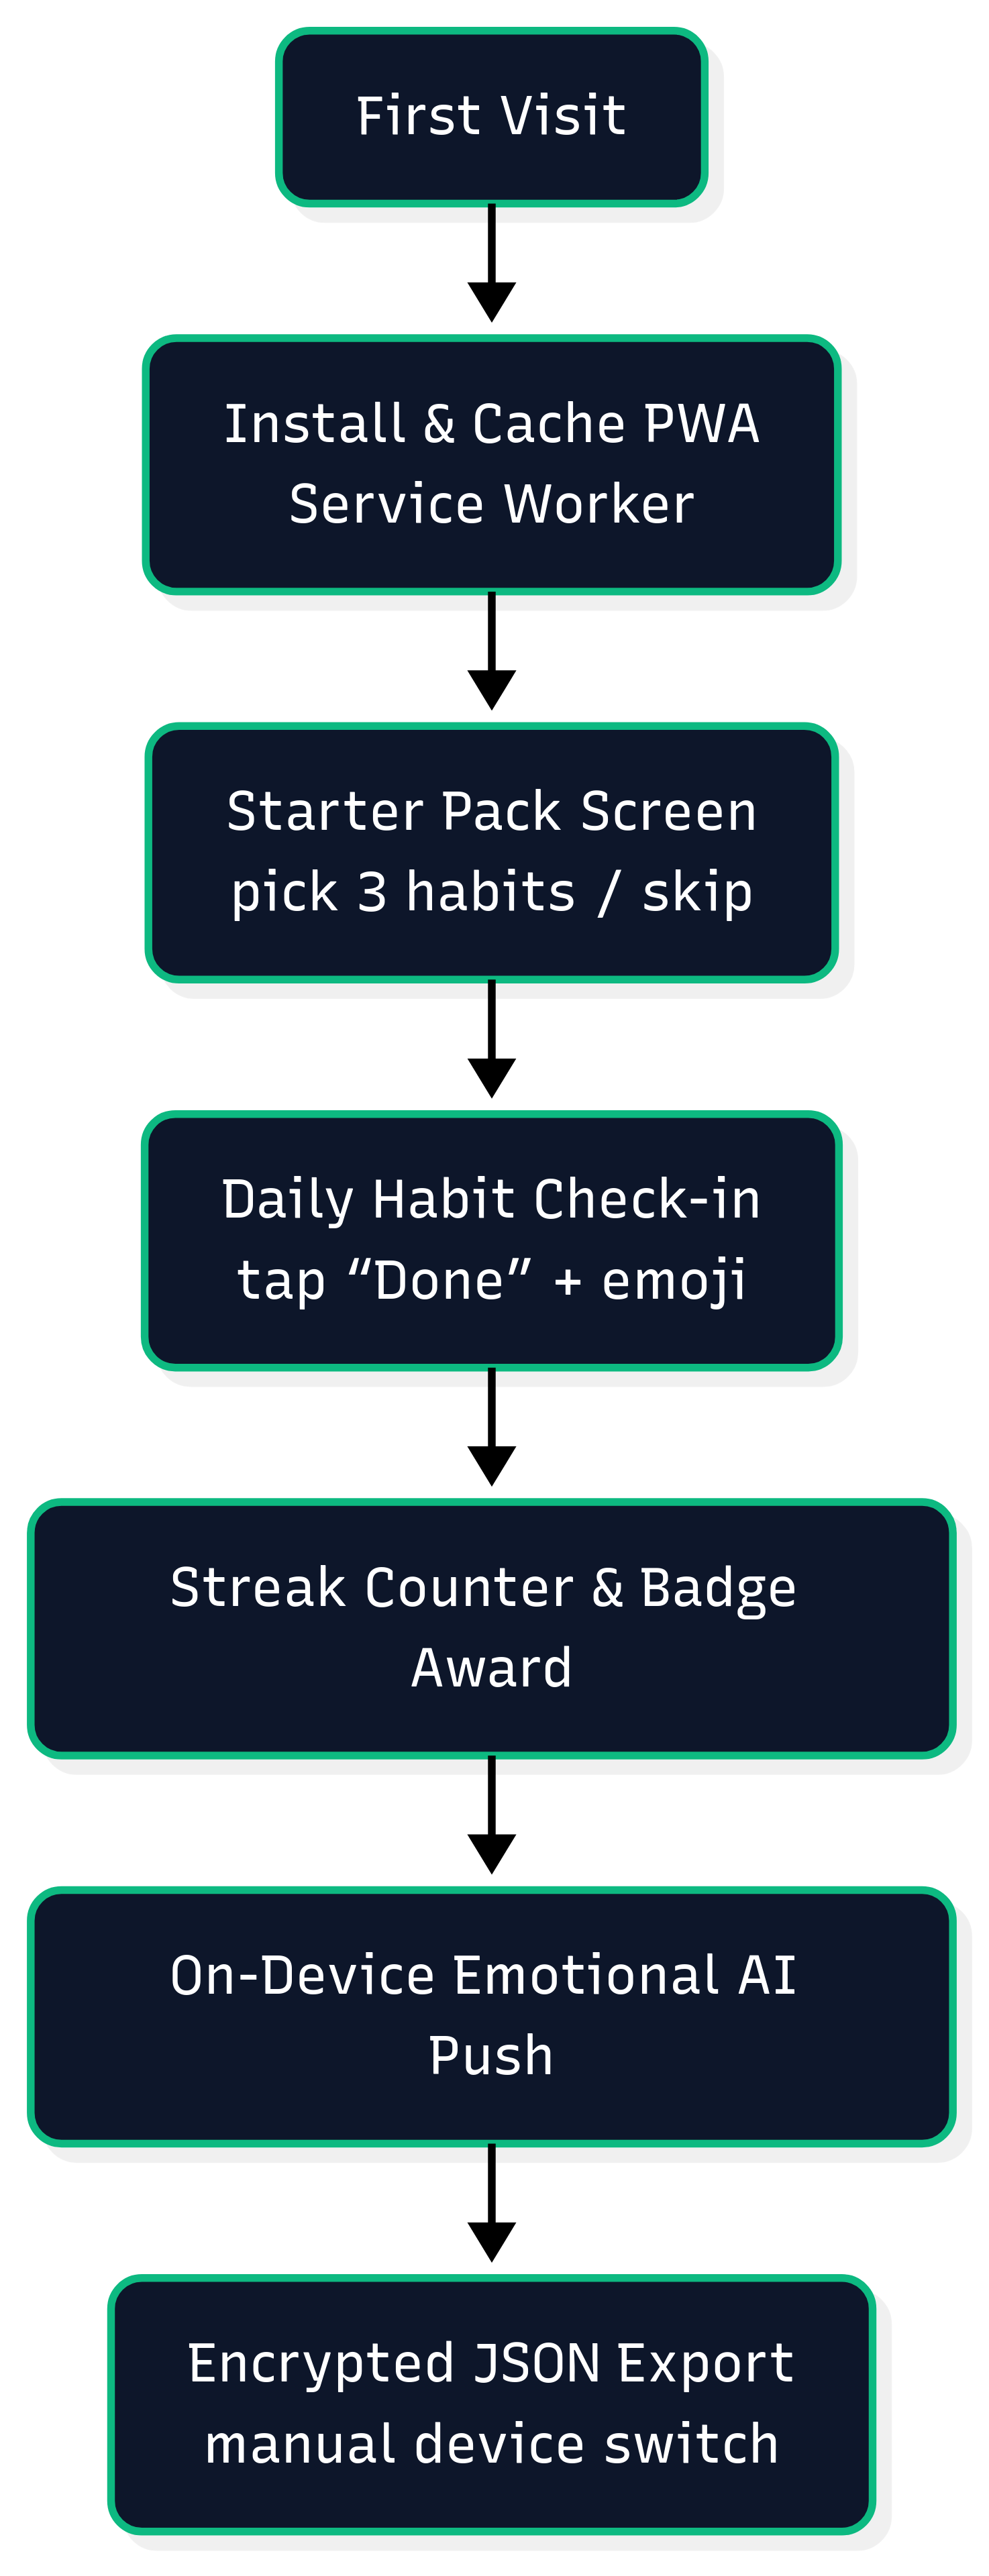 First Visit
Install & Cache PWA
Service Worker
Starter Pack Screen
pick 3 habits / skip
Daily Habit Check-in
tap “Done” + emoji
Streak Counter & Badge
Award
On-Device Emotional AI
Push
Encrypted JSON Export
manual device switch